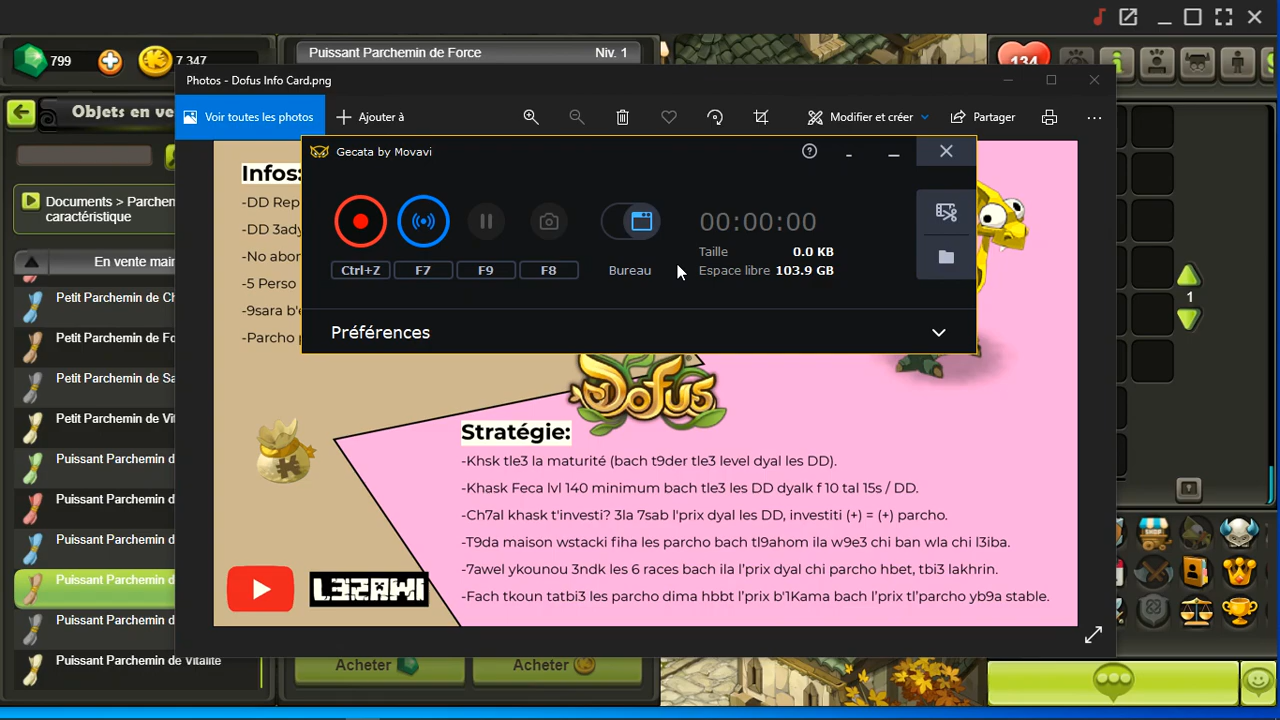 799
7 347
Puissant Parchemin de Force
Niv. 1
134
Photos - Dofus Info Card.png
Objets en ve
Voir toutes les photos
Ajouter à
Modifier et créer
Partager
Gecata by Movavi
00:00:00
Taille
0.0 KB
Espace libre
103.9 GB
Ctrl+Z
F7
F9
F8
Bureau
Préférences
Documents > Parchem
caractéristique
En vente main
Petit Parchemin de Ch
Petit Parchemin de Fo
Petit Parchemin de Sa
Petit Parchemin de Vit
Puissant Parchemin d
Puissant Parchemin d
Puissant Parchemin d
Puissant Parchemin d
Puissant Parchemin d
Puissant Parchemin de Vitalité
Infos:
-DD Rep
-DD 3ady
-No abor
-5 Perso
-9sara b'e
-Parcho p
1
DOFUS
Stratégie:
-Khsk tle3 la maturité (bach t9der tle3 level dyal les DD).
-Khask Feca lvl 140 minimum bach tle3 les DD dyalk f 10 tal 15s / DD.
-Ch7al khask t'investi? 3la 7sab l'prix dyal les DD, investiti (+) = (+) parcho.
-T9da maison wstacki fiha les parcho bach tl9ahom ila w9e3 chi ban wla chi l3iba.
-7awel ykounou 3ndk les 6 races bach ila l'prix dyal chi parcho hbet, tbi3 lakhrin.
-Fach tkoun tatbi3 les parcho dima hbbt l'prix b'1Kama bach l'prix tl'parcho yb9a stable.
L3ZAWI
SHOP
Acheter
Acheter